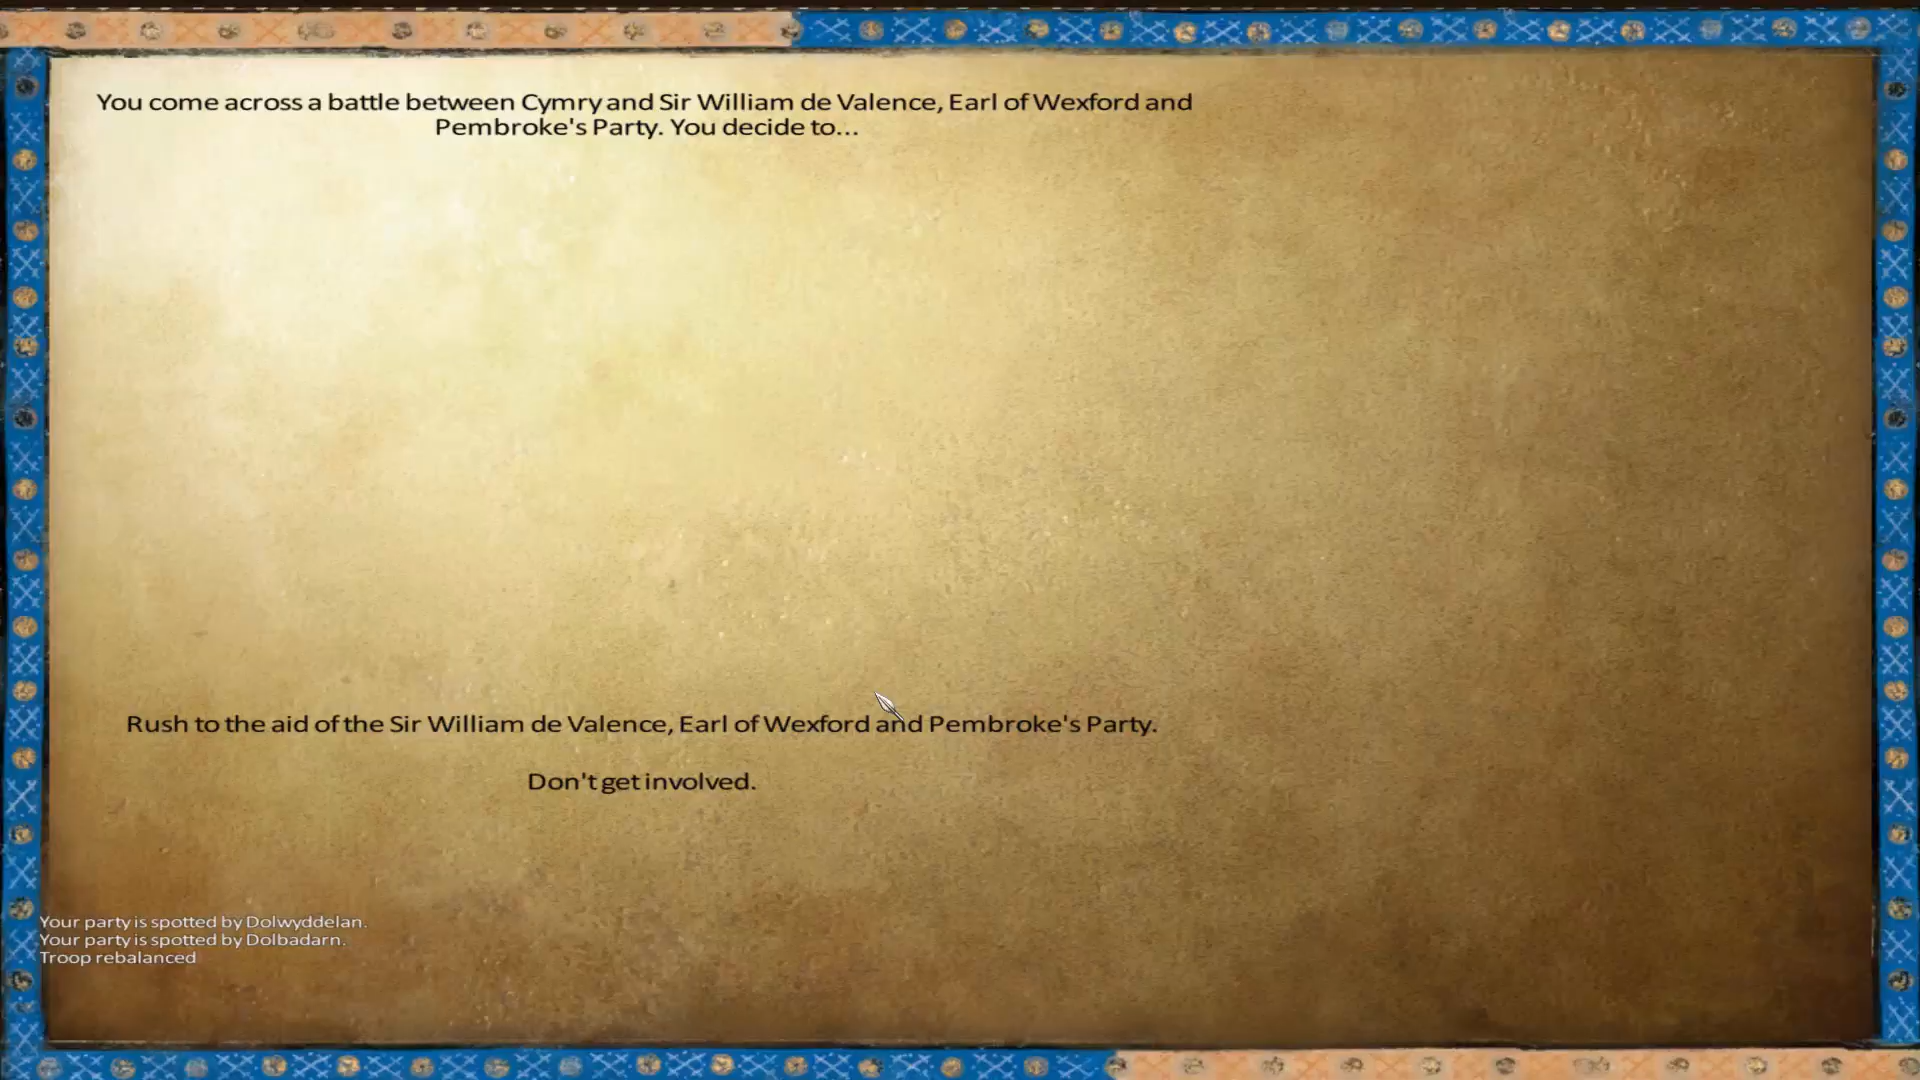 You come across a battle between Cymry and Sir William de Valence, Earl of Wexford and
Pembroke's Party. You decide to...
Rush to the aid of the Sir William de Valence, Earl of Wexford and Pembroke's Party.
Don't get involved.
Your party is spotted by Dolwyddelan.
Your party is spotted by Dolbadarn.
Troop rebalanced